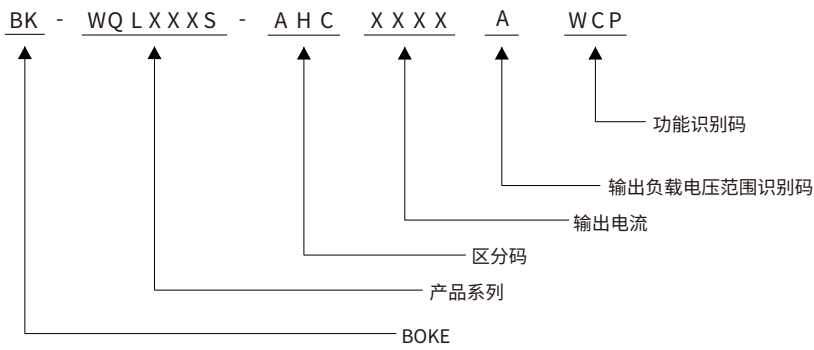 BK - WQLXXXS - AHC XXXX A WCP
功能识别码
输出负载电压范围识别码
输出电流
区分码
产品系列
BOKE